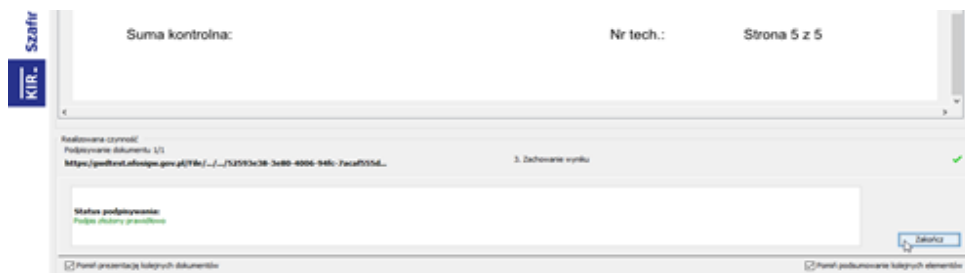 Szafir
KIR.
Suma kontrolna: Nr tech.: Strona 5 z 5
Realizowana czynność
Podpisywanie dokumentu 1/1
3. Zachowanie wyniku
Status podpisywania:
Podpis złożony prawidłowo
Zakończ
Pomiń prezentację kolejnych dokumentów
Pomiń podsumowanie kolejnych elementów